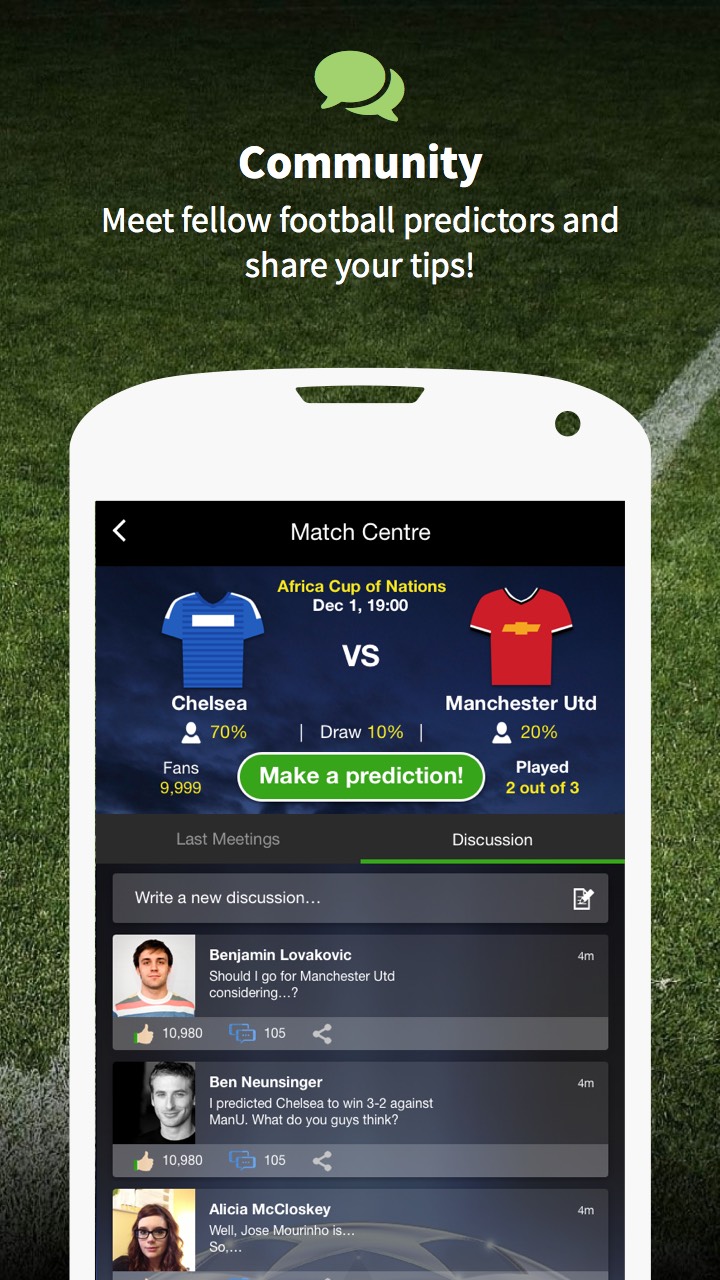 Community
Meet fellow football predictors and
share your tips!
Match Centre
Africa Cup of Nations
Dec 1, 19:00
VS
Chelsea
Manchester Utd
70%
| Draw 10% |
20%
Fans
9,999
Make a prediction!
Played
2 out of 3
Last Meetings
Discussion
Write a new discussion...
Benjamin Lovakovic
4m
Should I go for Manchester Utd
considering...?
10,980
105
Ben Neunsinger
4m
I predicted Chelsea to win 3-2 against
ManU. What do you guys think?
10,980
105
Alicia McCloskey
4m
Well, Jose Mourinho is...
So,...